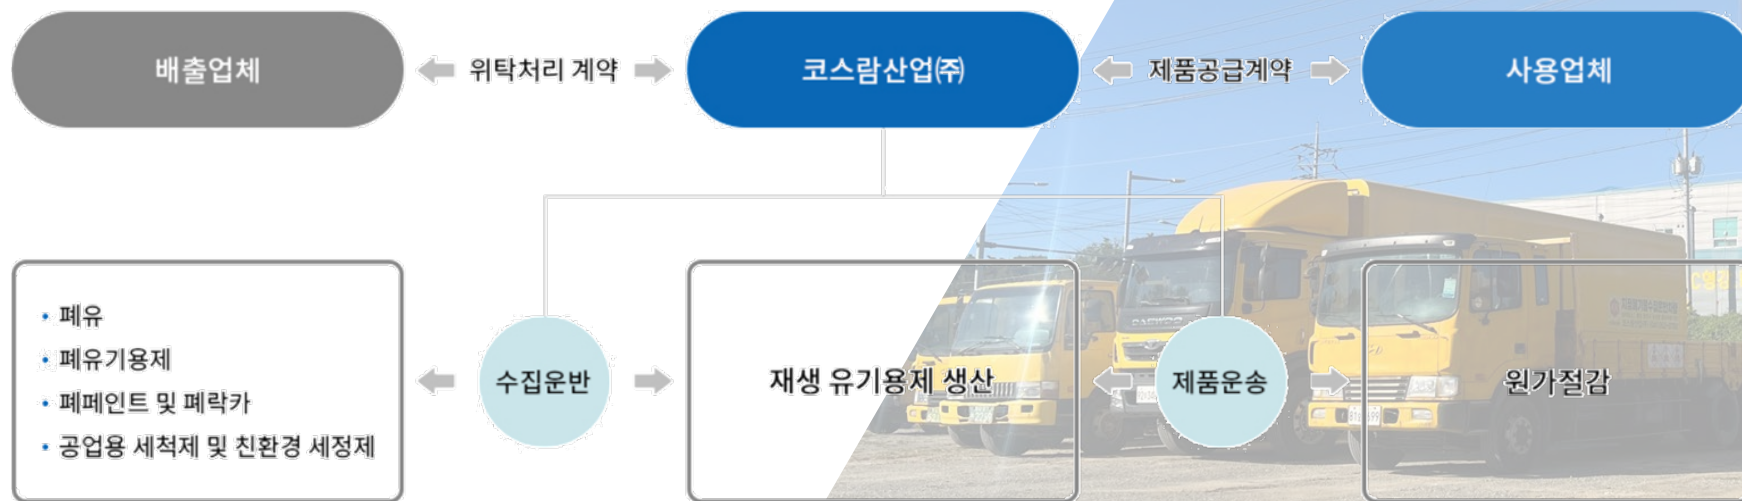 배출업체
위탁처리 계약
코스람산업㈜
제품공급계약
사용업체
• 폐유
• 폐유기용제
• 폐페인트 및 폐락카
• 공업용 세척제 및 친환경 세정제
수집운반
재생 유기용제 생산
제품운송
원가절감
DAEWOO